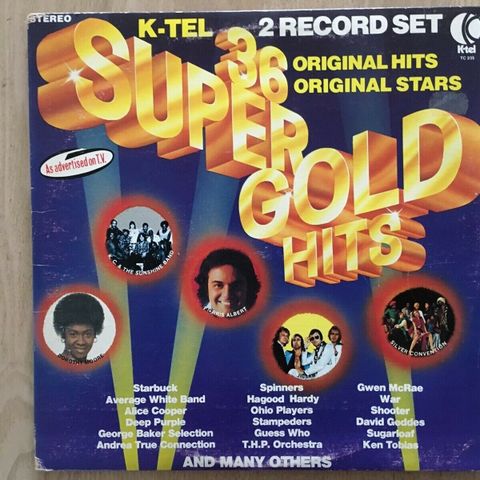 STEREO
K-TEL 2 RECORD SET
K-tel
TC 235
36 ORIGINAL HITS
ORIGINAL STARS
SUPER
GOLD
HITS
As advertised on T.V.
K.C. & THE SUNSHINE BAND
MORRIS ALBERT
DOROTHY MOORE
SILVER CONVENTION
Starbuck
Average White Band
Alice Cooper
Deep Purple
George Baker Selection
Andrea True Connection
Spinners
Hagood Hardy
Ohio Players
Stampeders
Guess Who
T.H.P. Orchestra
Gwen McRae
War
Shooter
David Geddes
Sugarloaf
Ken Tobias
AND MANY OTHERS